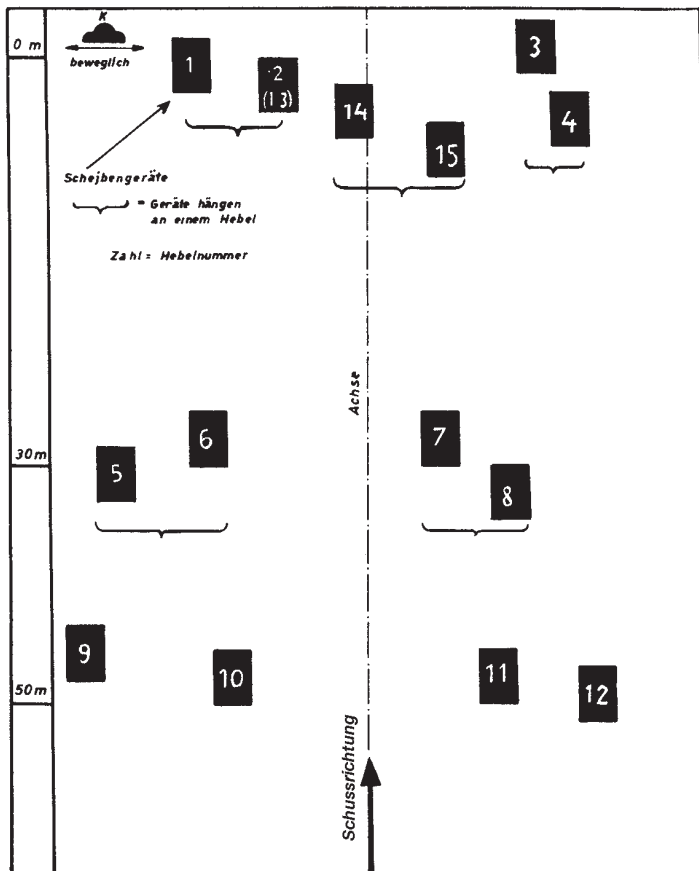 K
0 m
beweglich
1
2
(13)
14
15
3
4
Scheibengeräte
= Geräte hängen
an einem Hebel
Zahl = Hebelnummer
Achse
30m
5
6
7
8
9
10
11
12
50m
Schussrichtung